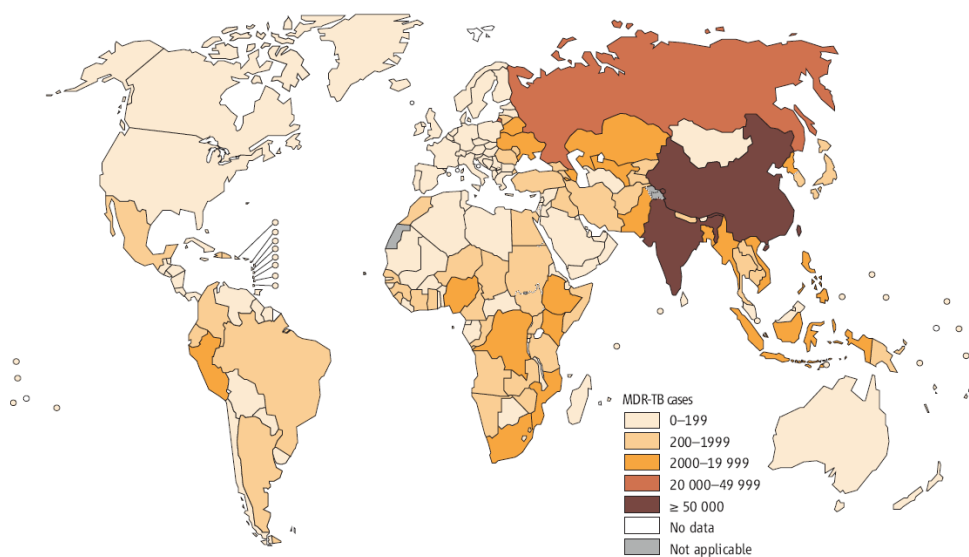 MDR-TB cases
0–199
200–1999
2000–19 999
20 000–49 999
≥ 50 000
No data
Not applicable